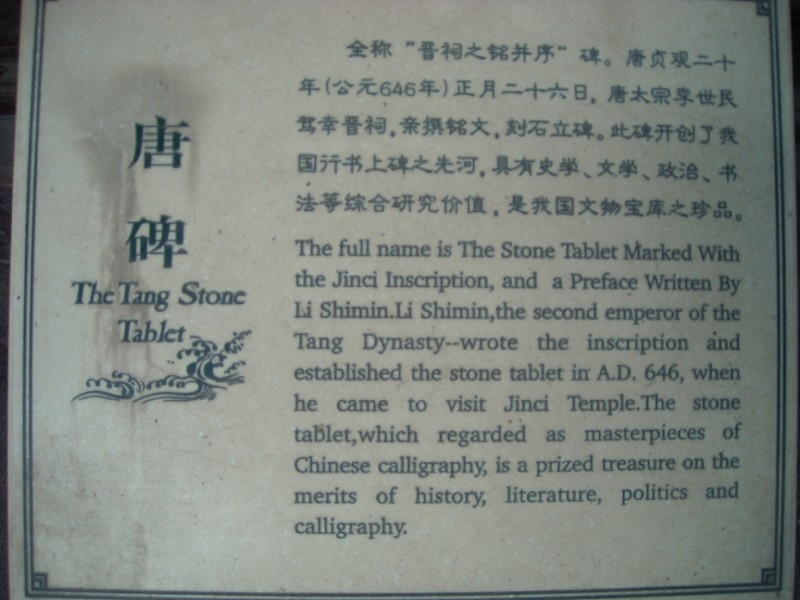 唐
碑
The Tang Stone
Tablet
全称“晋祠之铭并序”碑。唐贞观二十
年(公元646年)正月二十六日，唐太宗李世民
驾幸晋祠，亲撰铭文，刻石立碑。此碑开创了我
国行书上碑之先河，具有史学、文学、政治、书
法等综合研究价值，是我国文物宝库之珍品。
The full name is The Stone Tablet Marked With
the Jinci Inscription, and a Preface Written By
Li Shimin.Li Shimin,the second emperor of the
Tang Dynasty--wrote the inscription and
established the stone tablet in A.D. 646, when
he came to visit Jinci Temple.The stone
tablet,which regarded as masterpieces of
Chinese calligraphy, is a prized treasure on the
merits of history, literature, politics and
calligraphy.